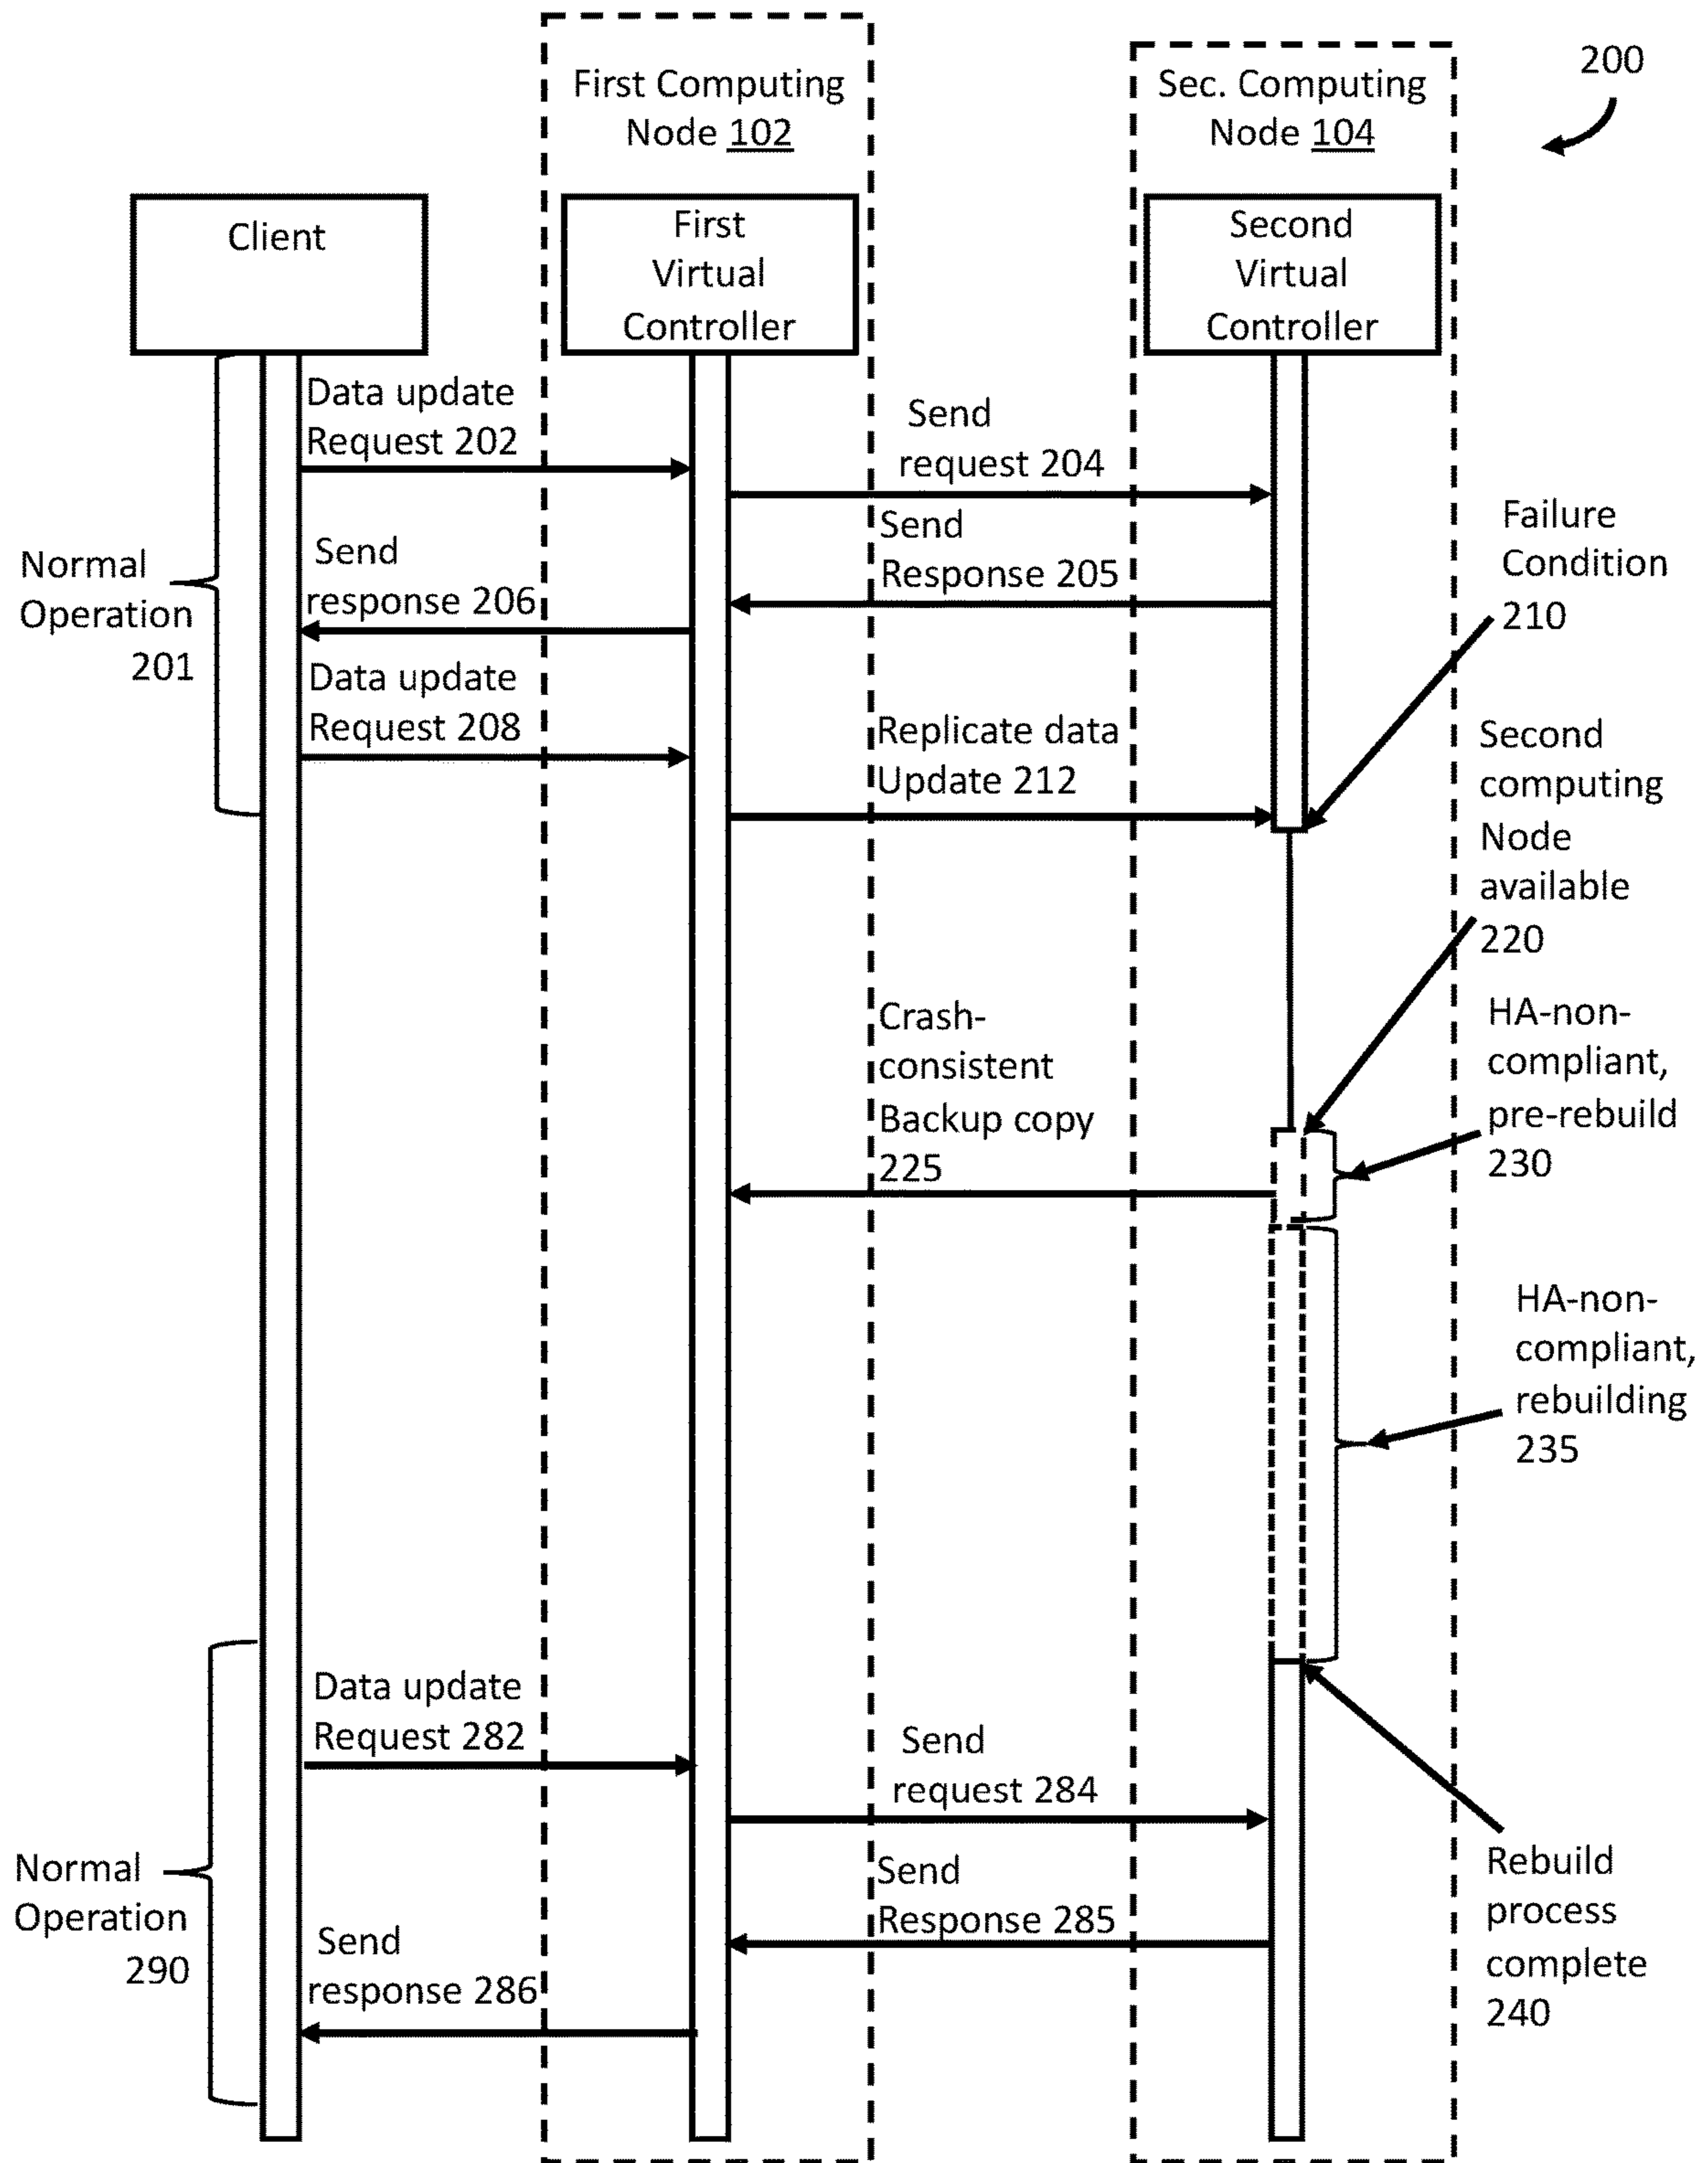 200
First Computing
Node 102
Sec. Computing
Node 104
Client
First
Virtual
Controller
Second
Virtual
Controller
Data update
Request 202
Send
request 204
Send
Response 205
Failure
Condition
210
Normal
Operation
201
Send
response 206
Data update
Request 208
Replicate data
Update 212
Second
computing
Node
available
220
Crash-
consistent
Backup copy
225
HA-non-
compliant,
pre-rebuild
230
HA-non-
compliant,
rebuilding
235
Data update
Request 282
Send
request 284
Normal
Operation
290
Send
Response 285
Send
response 286
Rebuild
process
complete
240